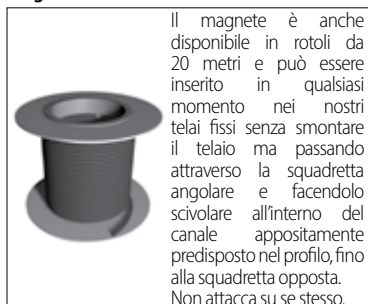 Il magnete è anche
disponibile in rotoli da
20 metri e può essere
inserito in qualsiasi
momento nei nostri
telai fissi senza smontare
il telaio ma passando
attraverso la squadretta
angolare e facendolo
scivolare all'interno del
canale appositamente
predisposto nel profilo, fino
alla squadretta opposta.
Non attacca su se stesso.